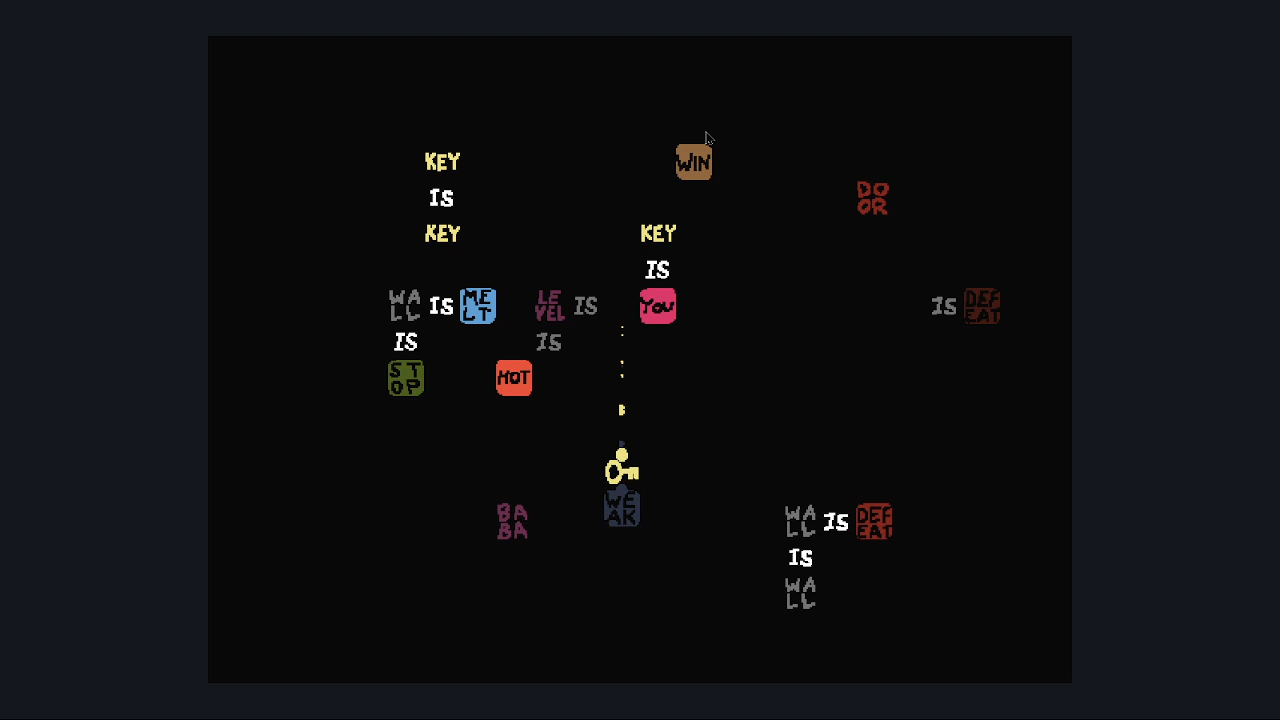 KEY
WIN
IS
DOOR
KEY
KEY
IS
WALL IS MELT
LEVEL IS
YOU
IS DEFEAT
IS
IS
STOP
HOT
WEAK
BABA
WALL IS DEFEAT
IS
WALL